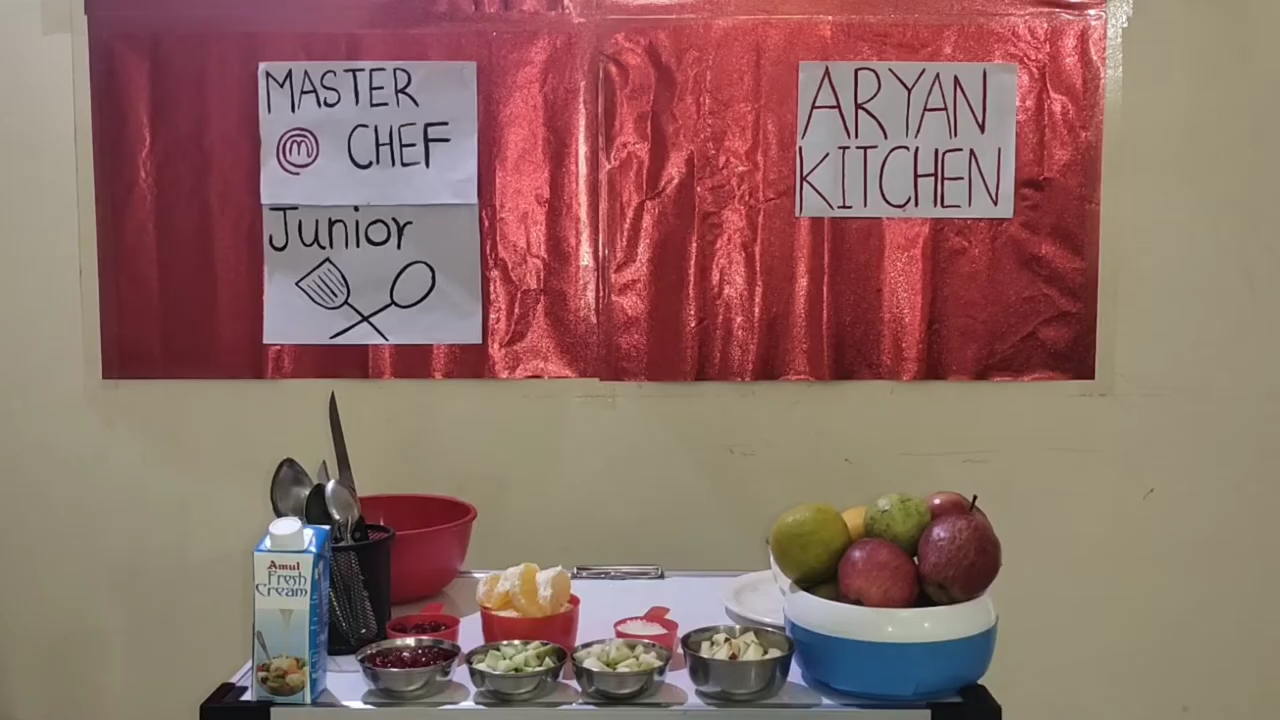 MASTER
@ CHEF
Junior
ARYAN
KITCHEN
Amul
Fresh
Cream